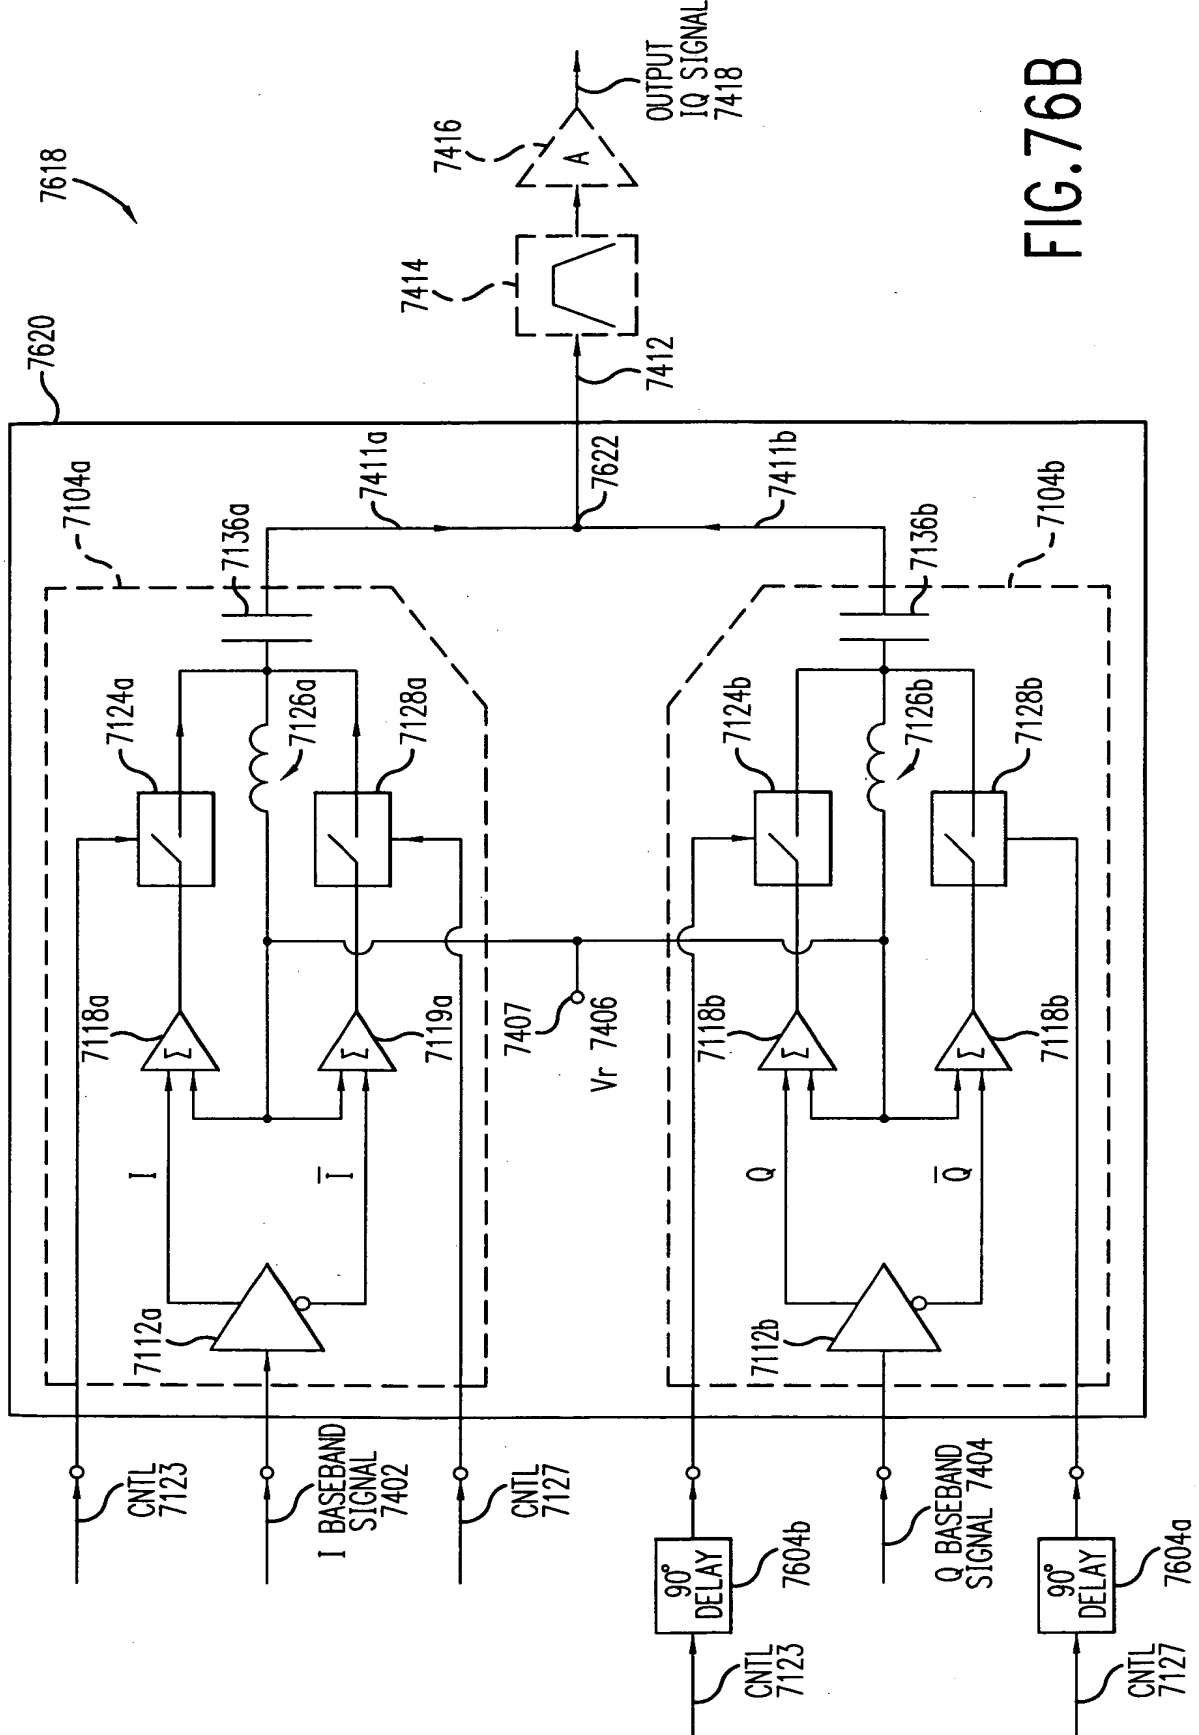 7618
7620
7104a
7124a
7136a
7118a
7126a
7411a
7112a
I
Σ
Ī
Σ
7128a
7119a
CNTL
7123
I BASEBAND
SIGNAL
7402
CNTL
7127
7407
Vr 7406
7622
7412
7414
7416
A
OUTPUT
IQ SIGNAL
7418
7411b
7104b
7124b
7136b
7118b
7126b
7112b
Q
Σ
Q̅
Σ
7128b
7118b
90°
DELAY
7604b
CNTL
7123
Q BASEBAND
SIGNAL 7404
90°
DELAY
7604a
CNTL
7127
FIG.76B